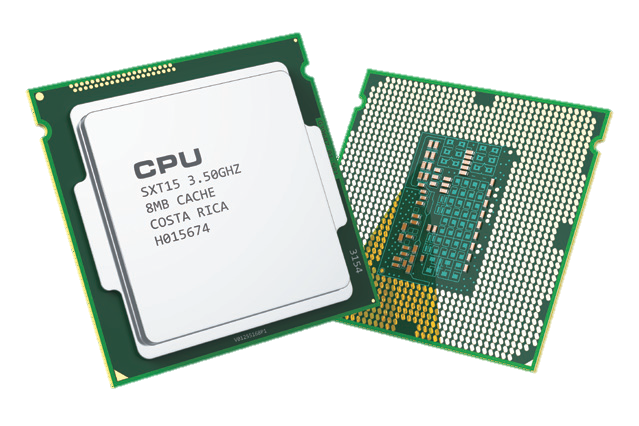 CPU
SXT15 3.50GHZ
8MB CACHE
COSTA RICA
H015674
3154